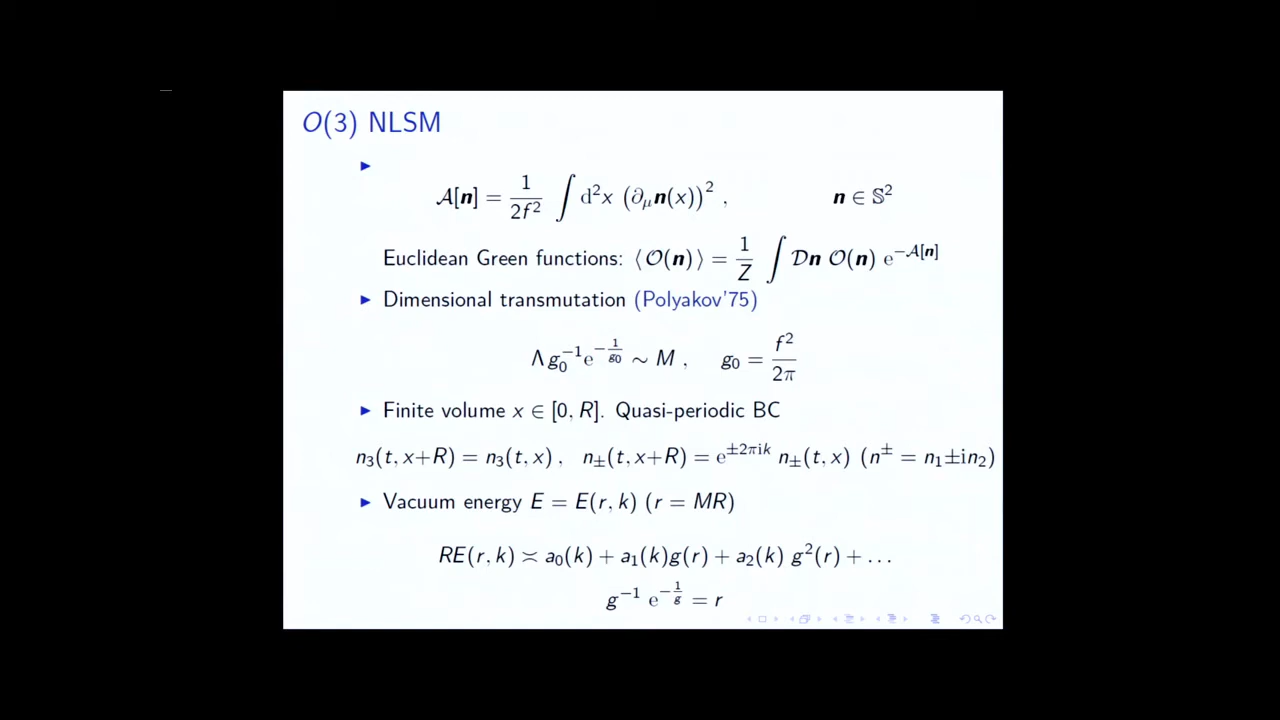 O(3) NLSM
A[n] = 1/(2f²) ∫ d²x (∂_μ n(x))² ,    n ∈ 𝕊²
Euclidean Green functions: ⟨ O(n) ⟩ = 1/Z ∫ Dn O(n) e^{−A[n]}
Dimensional transmutation (Polyakov'75)
Λ g₀⁻¹ e^{−1/g₀} ∼ M ,    g₀ = f²/(2π)
Finite volume x ∈ [0, R]. Quasi-periodic BC
n₃(t, x+R) = n₃(t, x) ,  n±(t, x+R) = e^{±2πik} n±(t, x) (n^± = n₁±in₂)
Vacuum energy E = E(r, k) (r = MR)
RE(r, k) ≍ a₀(k) + a₁(k)g(r) + a₂(k) g²(r) + ...
g⁻¹ e^{−1/g} = r